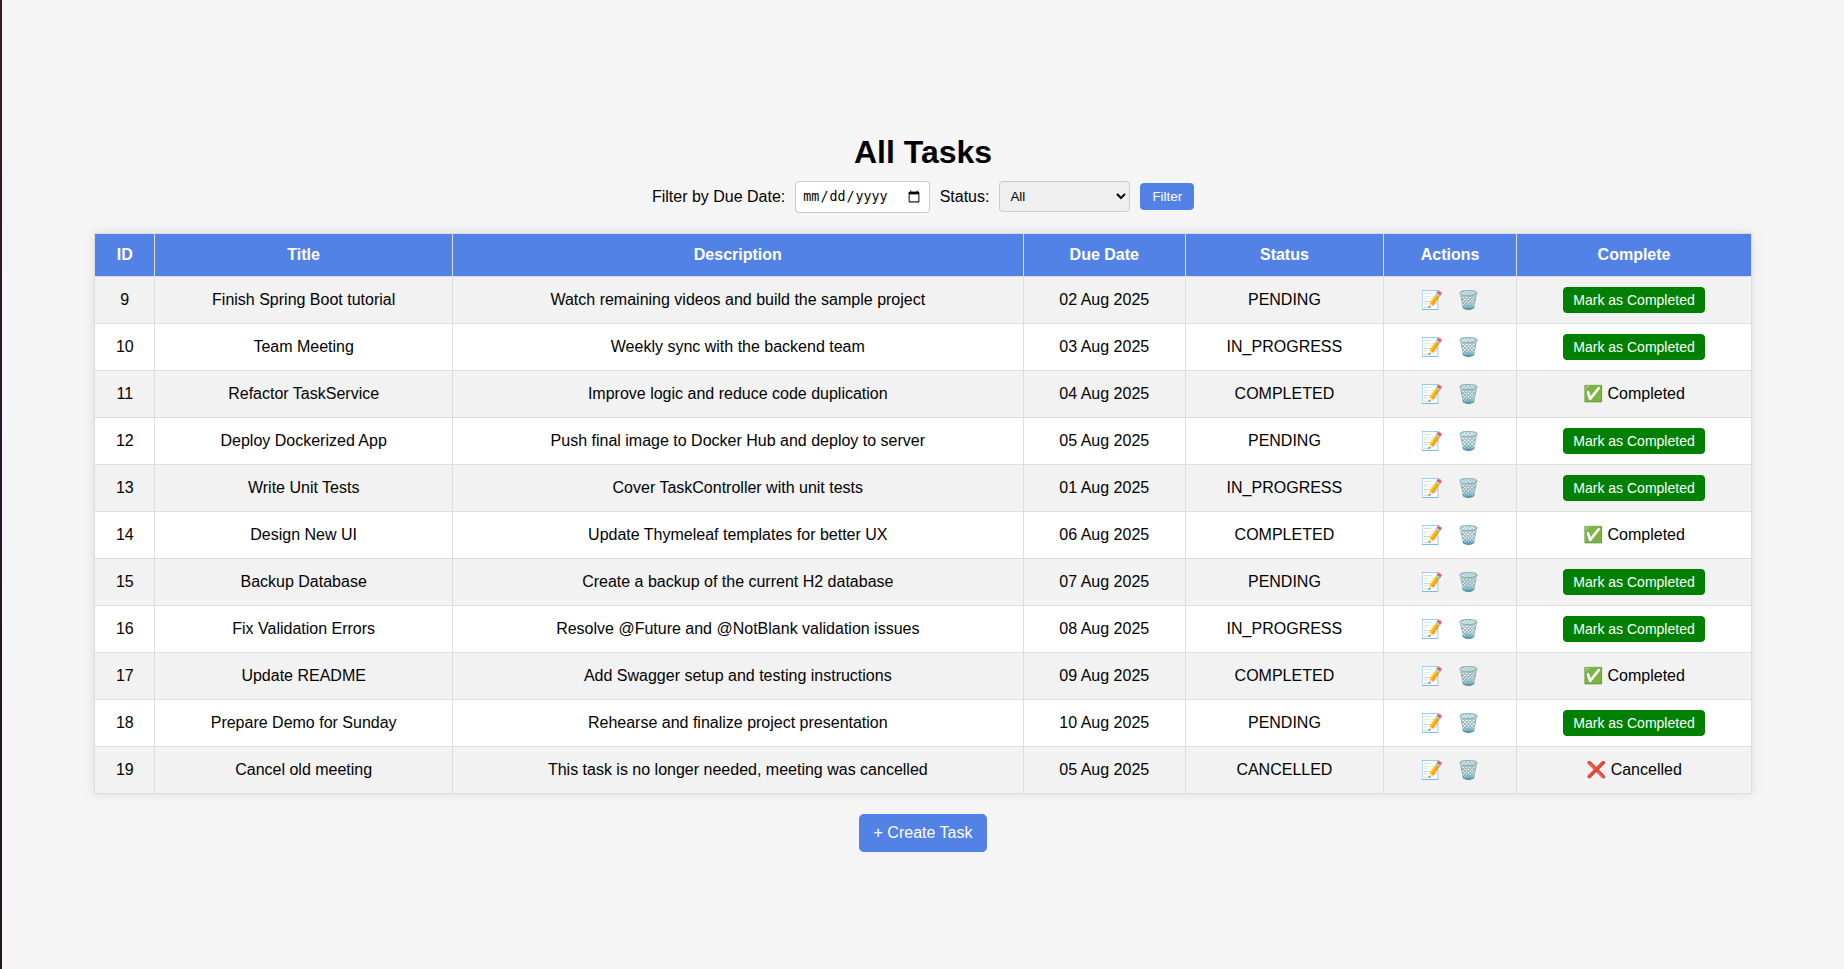 All Tasks
Filter by Due Date: mm/dd/yyyy Status: All Filter
ID Title Description Due Date Status Actions Complete
9 Finish Spring Boot tutorial Watch remaining videos and build the sample project 02 Aug 2025 PENDING Mark as Completed
10 Team Meeting Weekly sync with the backend team 03 Aug 2025 IN_PROGRESS Mark as Completed
11 Refactor TaskService Improve logic and reduce code duplication 04 Aug 2025 COMPLETED ✅ Completed
12 Deploy Dockerized App Push final image to Docker Hub and deploy to server 05 Aug 2025 PENDING Mark as Completed
13 Write Unit Tests Cover TaskController with unit tests 01 Aug 2025 IN_PROGRESS Mark as Completed
14 Design New UI Update Thymeleaf templates for better UX 06 Aug 2025 COMPLETED ✅ Completed
15 Backup Database Create a backup of the current H2 database 07 Aug 2025 PENDING Mark as Completed
16 Fix Validation Errors Resolve @Future and @NotBlank validation issues 08 Aug 2025 IN_PROGRESS Mark as Completed
17 Update README Add Swagger setup and testing instructions 09 Aug 2025 COMPLETED ✅ Completed
18 Prepare Demo for Sunday Rehearse and finalize project presentation 10 Aug 2025 PENDING Mark as Completed
19 Cancel old meeting This task is no longer needed, meeting was cancelled 05 Aug 2025 CANCELLED ❌ Cancelled
+ Create Task